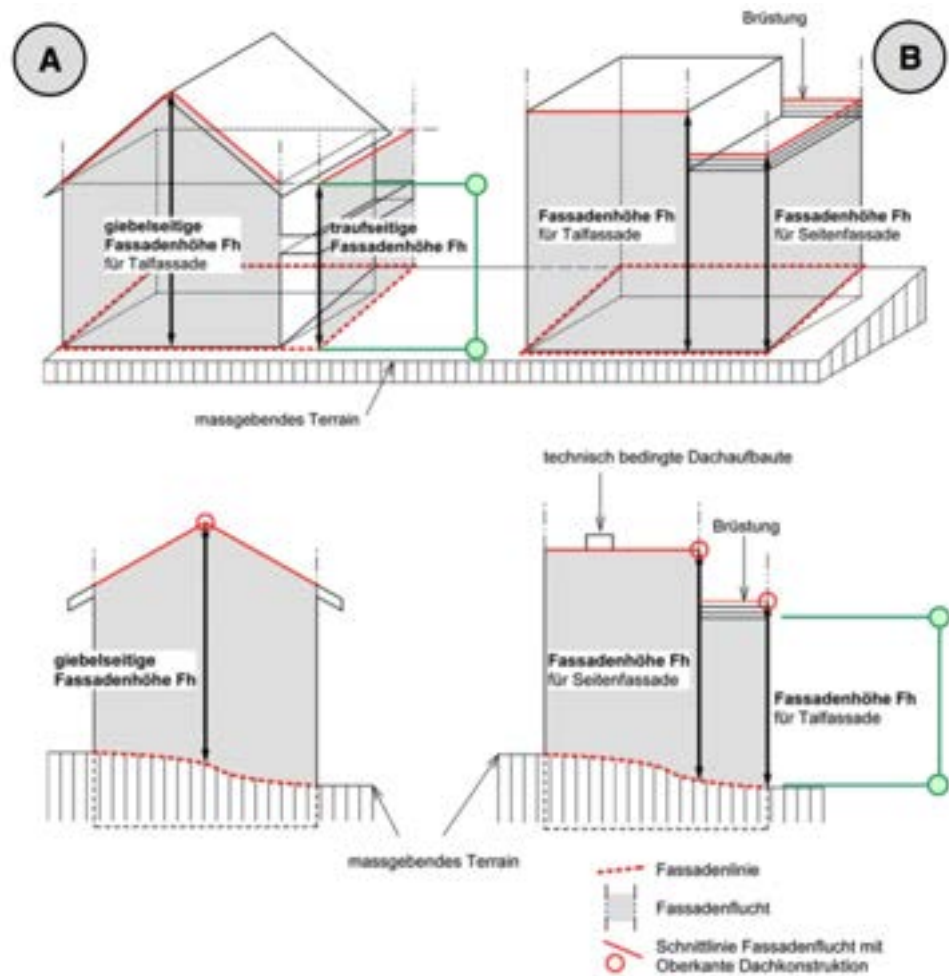 A
Brüstung
B
giebelseitige
Fassadenhöhe Fh
für Talfassade
traufseitige
Fassadenhöhe Fh
Fassadenhöhe Fh
für Talfassade
Fassadenhöhe Fh
für Seitenfassade
massgebendes Terrain
technisch bedingte Dachaufbaute
Brüstung
giebelseitige
Fassadenhöhe Fh
Fassadenhöhe Fh
für Seitenfassade
Fassadenhöhe Fh
für Talfassade
massgebendes Terrain
Fassadenlinie
Fassadenflucht
Schnittlinie Fassadenflucht mit
Oberkante Dachkonstruktion